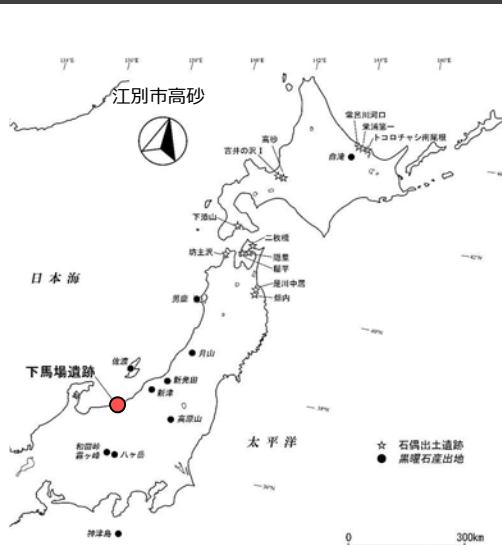 江別市高砂
常呂川河口
栄浦第一
トコロチャシ南尾根
高砂
吉井の沢1
白滝
下添山
二枚橋
坊主沢
隠里
是川中居
畑内
日本海
男鹿
月山
佐渡
新発田
下馬場遺跡
新津
高原山
太平洋
☆ 石偶出土遺跡
● 黒曜石産出地
和田峠
霧ヶ峰
八ヶ岳
神津島
0 300km